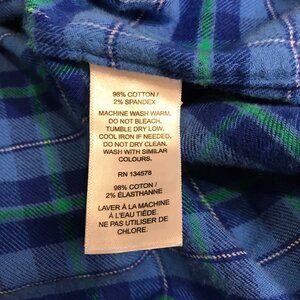 98% COTTON /
2% SPANDEX
MACHINE WASH WARM.
DO NOT BLEACH.
TUMBLE DRY LOW.
COOL IRON IF NEEDED.
DO NOT DRY CLEAN.
WASH WITH SIMILAR
COLOURS.
RN 134578
98% COTON /
2% ÉLASTHANNE
LAVER À LA MACHINE
À L'EAU TIÈDE.
NE PAS UTILISER DE
CHLORE.